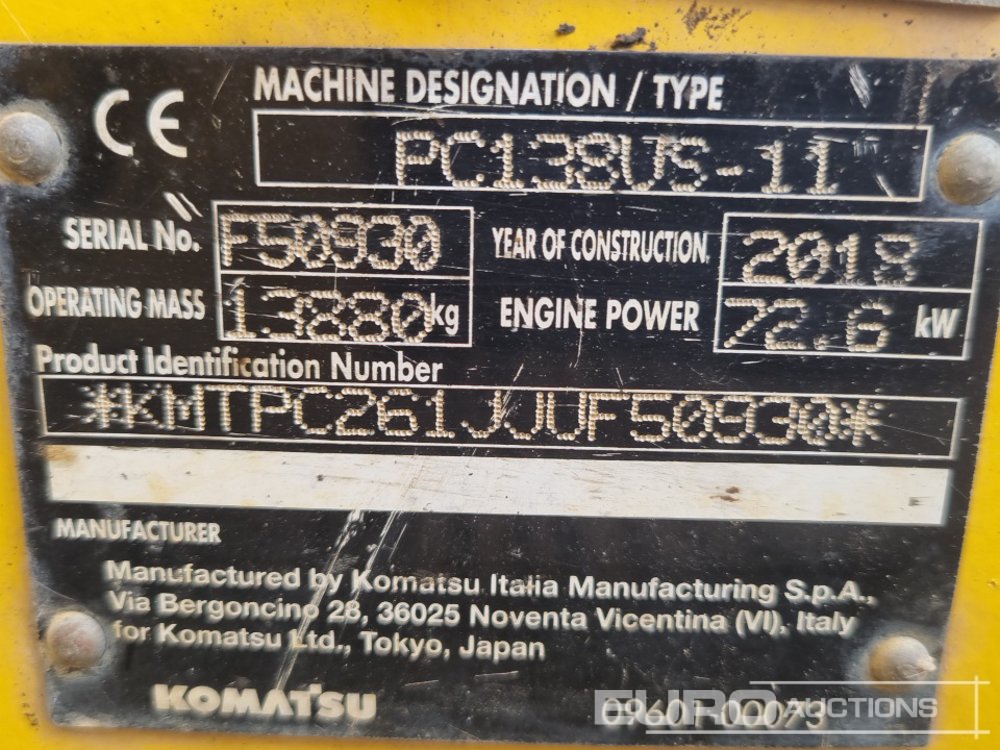 CE
MACHINE DESIGNATION / TYPE
PC138US-11
SERIAL No. F50930 YEAR OF CONSTRUCTION 2018
OPERATING MASS 13880 kg ENGINE POWER 72.6 kW
Product Identification Number
*KMTPC261JJUF50930*
MANUFACTURER
Manufactured by Komatsu Italia Manufacturing S.p.A.,
Via Bergoncino 28, 36025 Noventa Vicentina (VI), Italy
for Komatsu Ltd., Tokyo, Japan
KOMATSU
EURO AUCTIONS